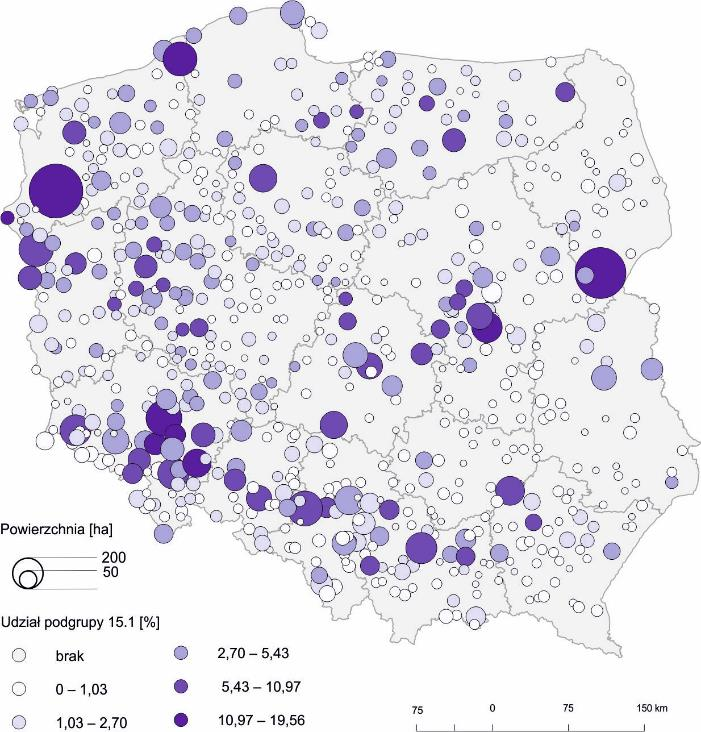 Powierzchnia [ha]
200
50
Udział podgrupy 15.1 [%]
brak
2,70 – 5,43
0 – 1,03
5,43 – 10,97
1,03 – 2,70
10,97 – 19,56
75 0 75 150 km